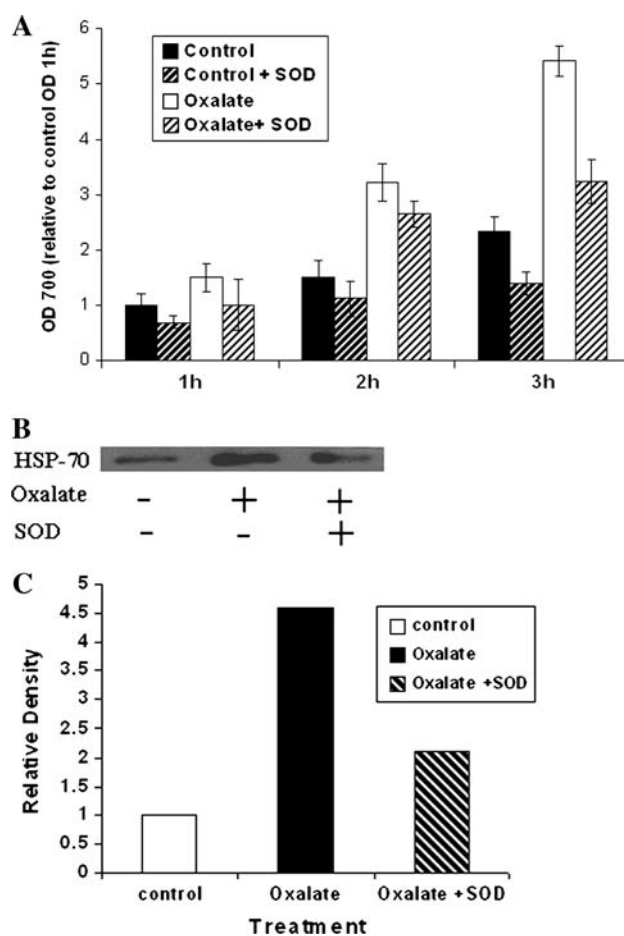 A
OD 700 (relative to control OD 1h)
6
5
4
3
2
1
0
Control
Control + SOD
Oxalate
Oxalate+ SOD
1h
2h
3h
B
HSP-70
Oxalate - + +
SOD - - +
C
Relative Density
5
4.5
4
3.5
3
2.5
2
1.5
1
0.5
0
control
Oxalate
Oxalate +SOD
control
Oxalate
Oxalate +SOD
Treatment